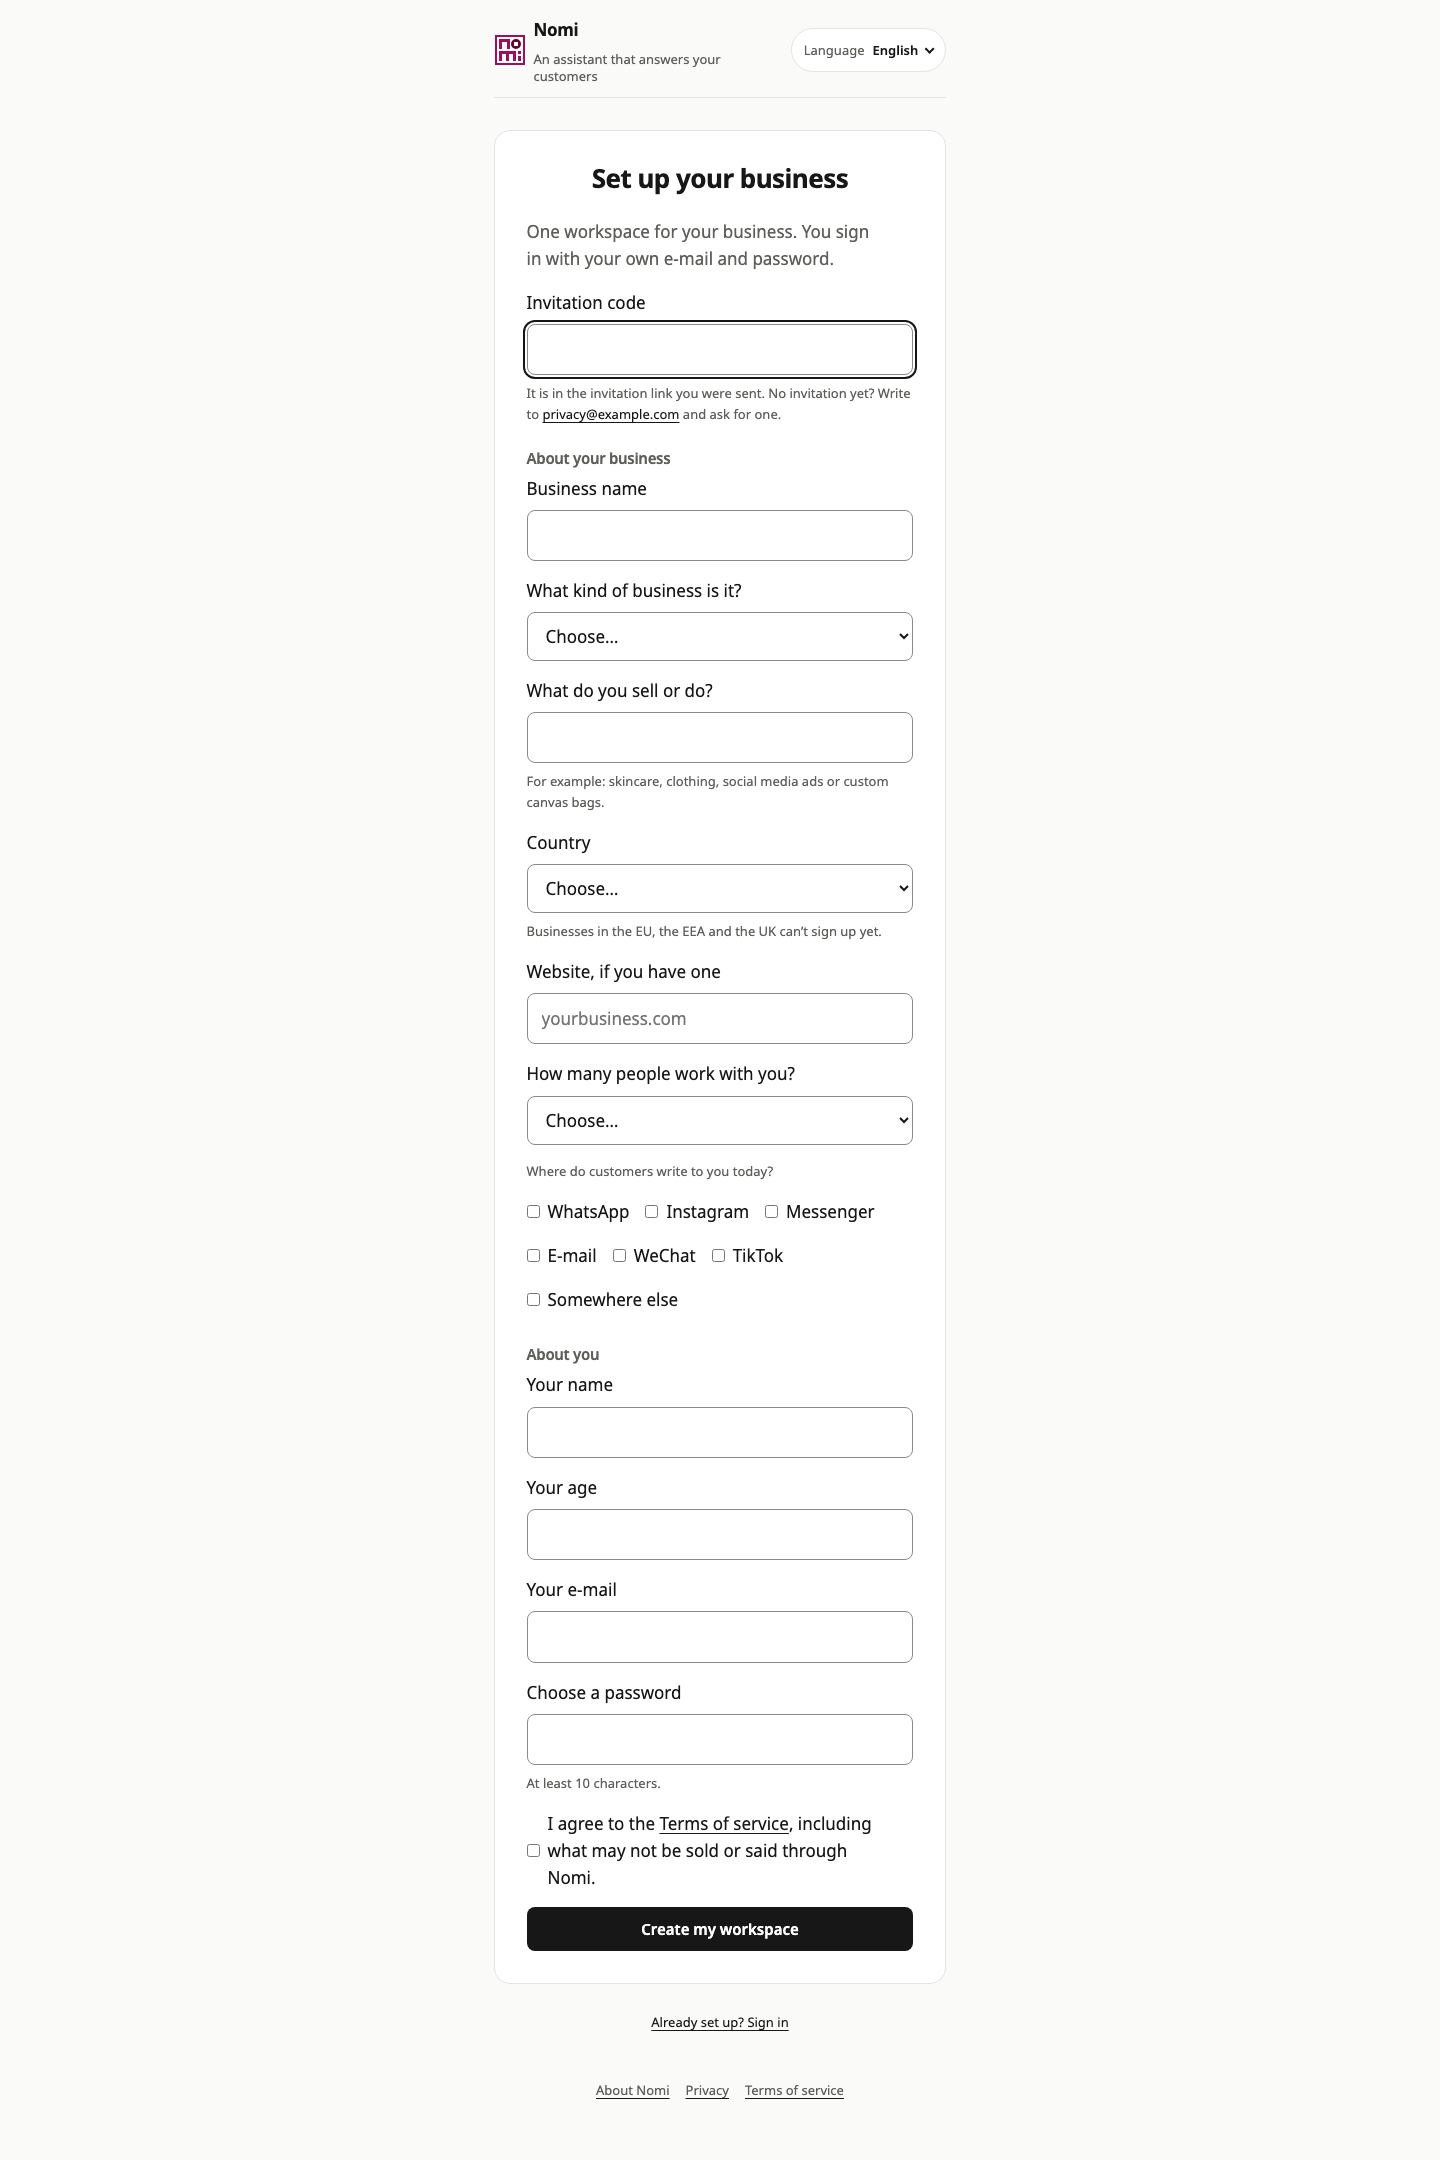 nomi
Nomi
An assistant that answers your
customers
Language English
Set up your business
One workspace for your business. You sign
in with your own e-mail and password.
Invitation code
It is in the invitation link you were sent. No invitation yet? Write
to privacy@example.com and ask for one.
About your business
Business name
What kind of business is it?
Choose...
What do you sell or do?
For example: skincare, clothing, social media ads or custom
canvas bags.
Country
Choose...
Businesses in the EU, the EEA and the UK can’t sign up yet.
Website, if you have one
yourbusiness.com
How many people work with you?
Choose...
Where do customers write to you today?
WhatsApp Instagram Messenger
E-mail WeChat TikTok
Somewhere else
About you
Your name
Your age
Your e-mail
Choose a password
At least 10 characters.
I agree to the Terms of service, including
what may not be sold or said through
Nomi.
Create my workspace
Already set up? Sign in
About Nomi Privacy Terms of service